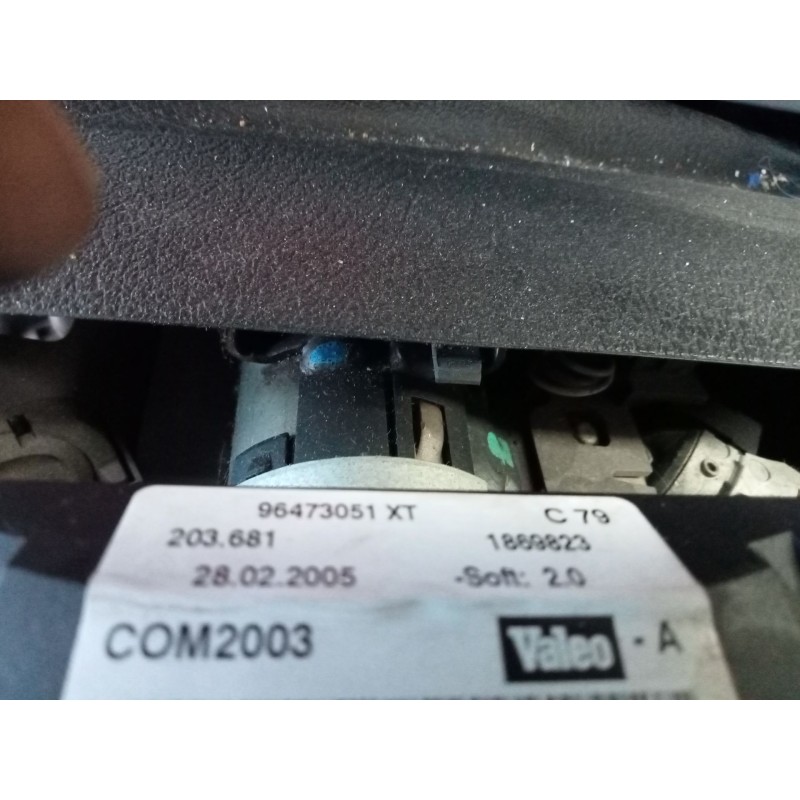 96473051 XT C 79
203.681 1869823
28.02.2005 -Soft: 2.0
COM2003 Valeo - A